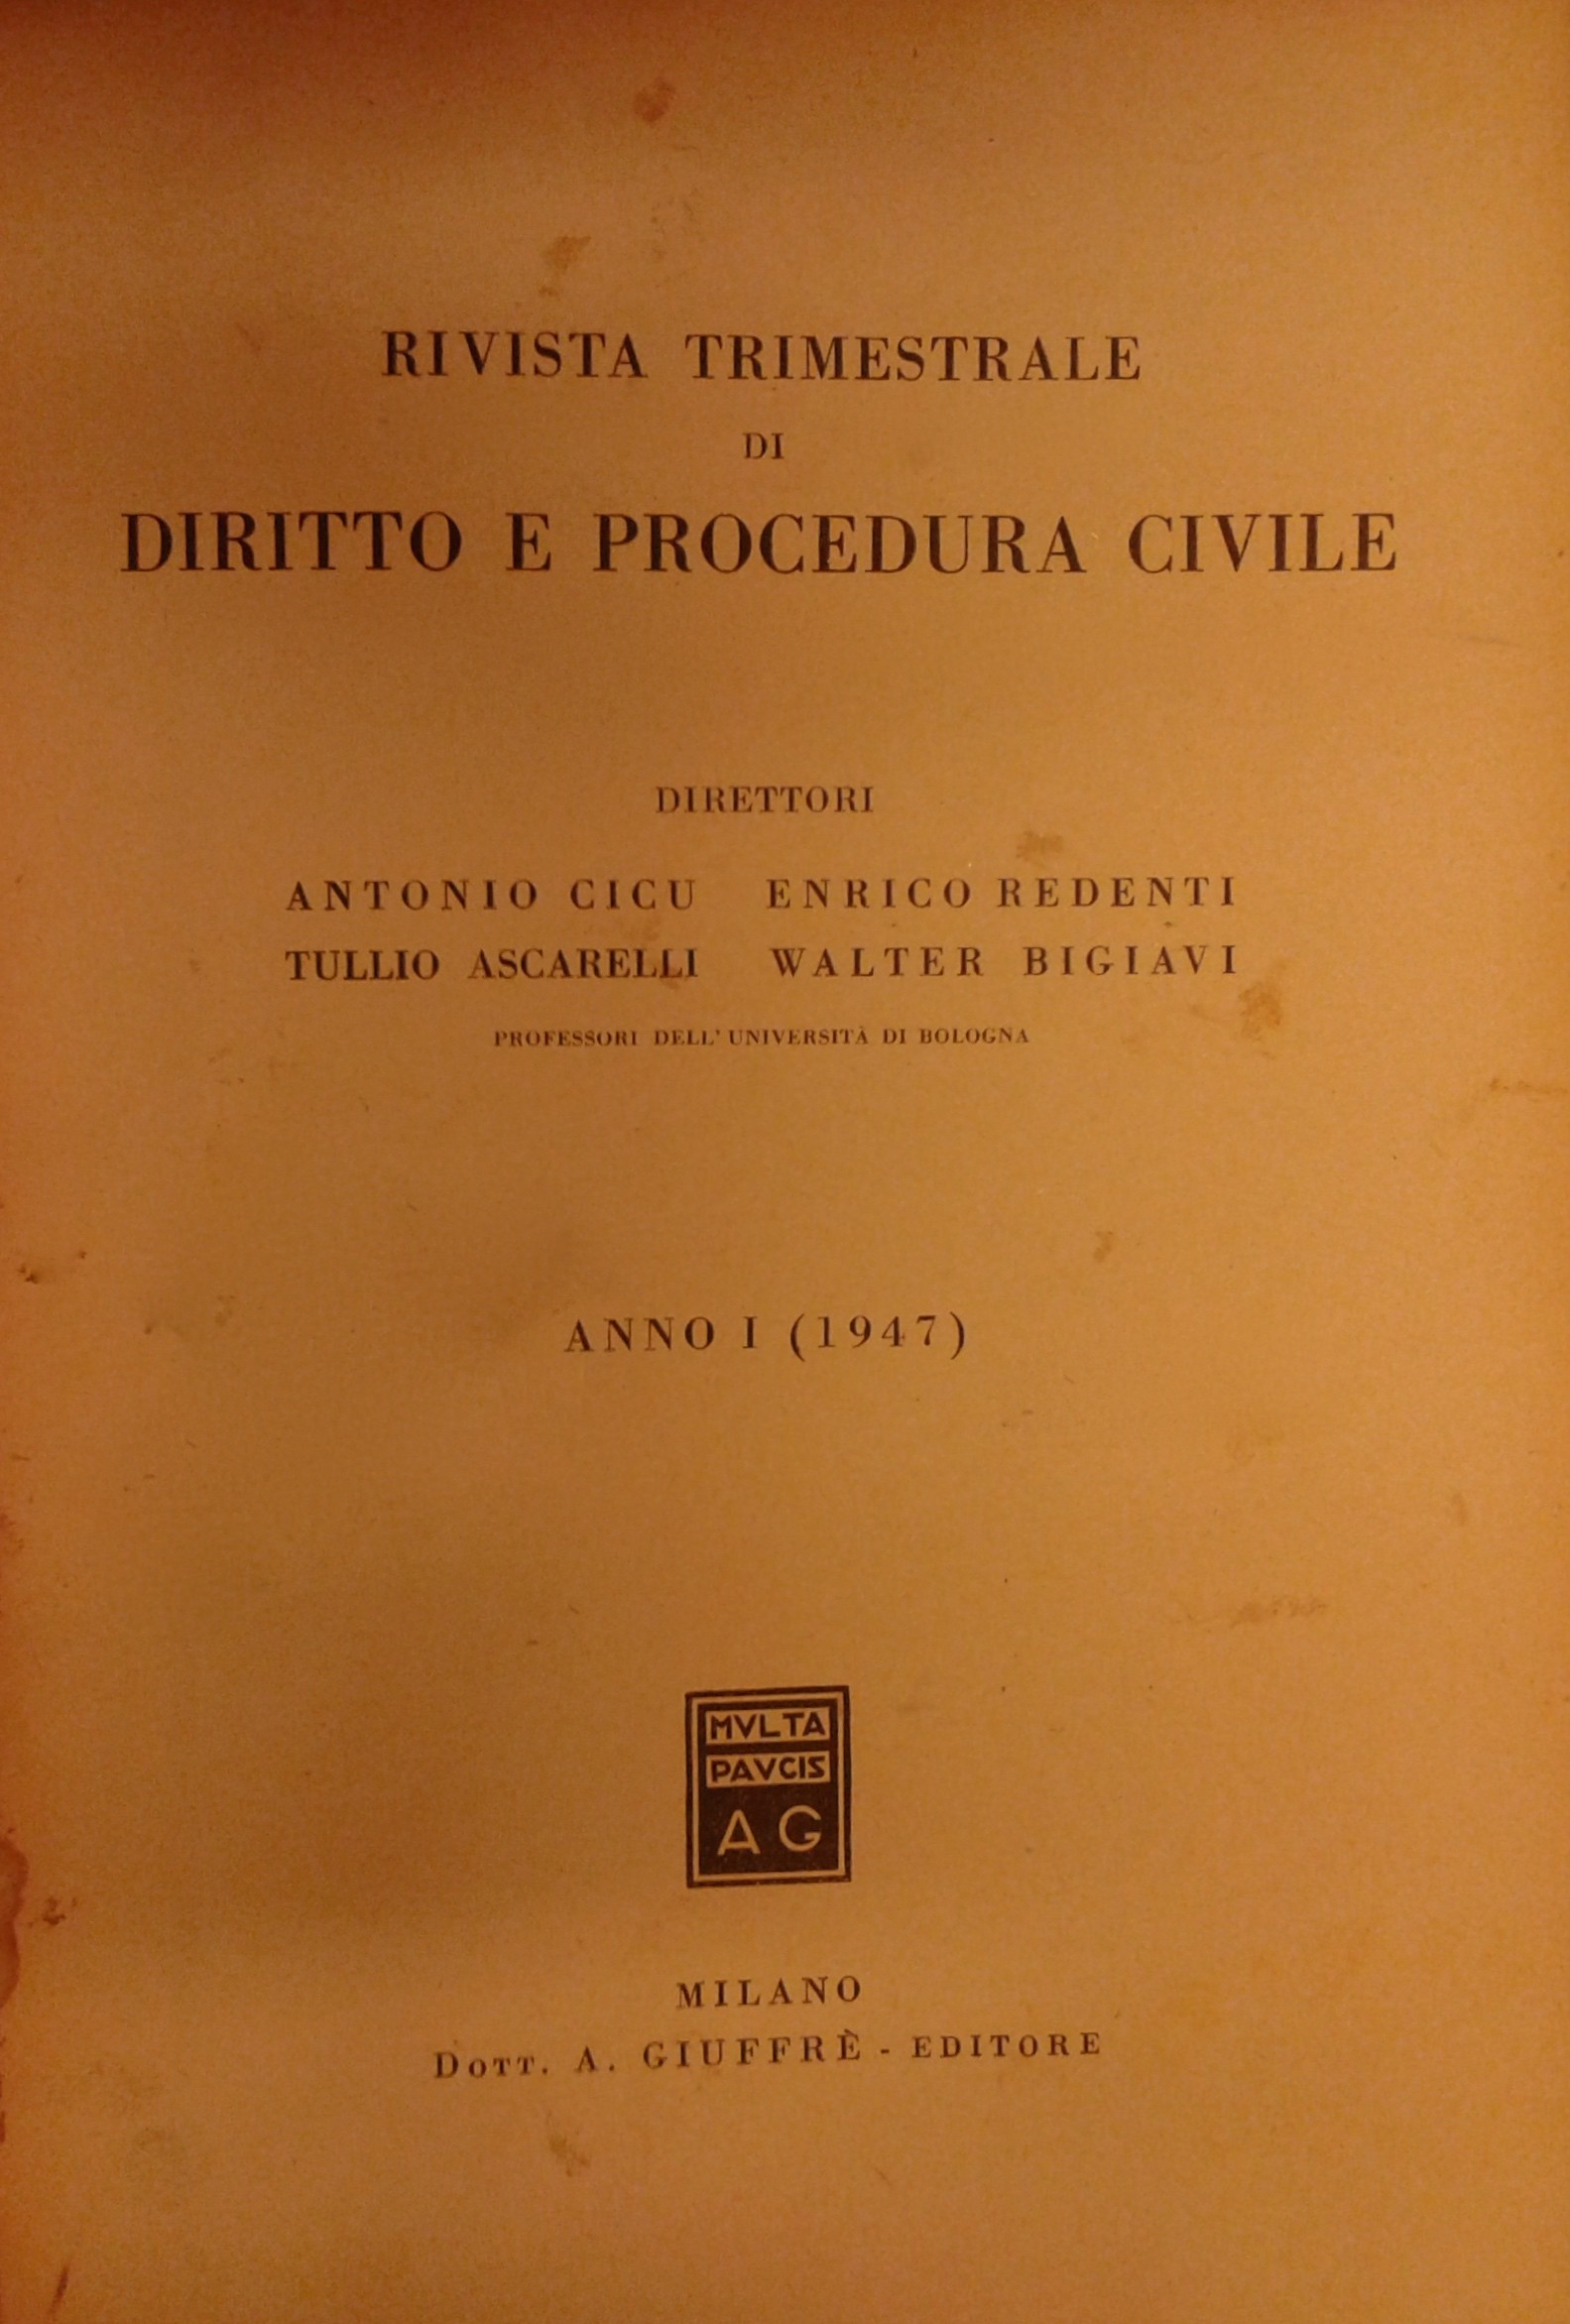 RIVISTA TRIMESTRALE
DI
DIRITTO E PROCEDURA CIVILE
DIRETTORI
ANTONIO CICU ENRICO REDENTI
TULLIO ASCARELLI WALTER BIGIAVI
PROFESSORI DELL' UNIVERSITÀ DI BOLOGNA
ANNO I (1947)
MVLTA
PAVCIS
AG
MILANO
DOTT. A. GIUFFRÈ - EDITORE